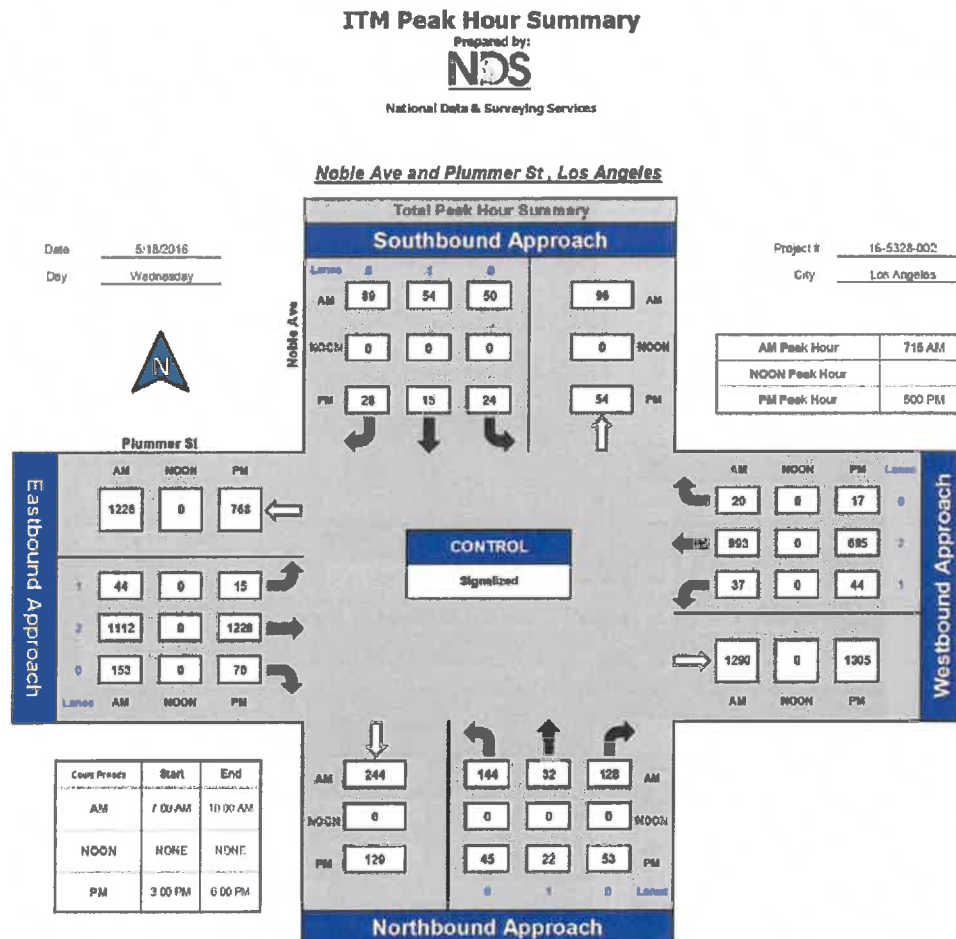 ITM Peak Hour Summary
Prepared by:
NDS
National Data & Surveying Services
Noble Ave and Plummer St , Los Angeles
Total Peak Hour Summary
Southbound Approach
Date 5/18/2016
Day Wednesday
Project # 16-5328-002
City Los Angeles
Lanes 1 0
AM 89 54 50 96 AM
Noble Ave
NOON 0 0 0 0 NOON
PM 28 15 24 54 PM
N
AM Peak Hour 715 AM
NOON Peak Hour
PM Peak Hour 500 PM
Plummer St
Eastbound Approach
AM NOON PM
1226 0 768
1 44 0 15
2 1112 0 1228
0 153 0 70
Lanes AM NOON PM
CONTROL
Signalized
AM NOON PM Lanes
20 0 17 0
993 0 695 2
37 0 44 1
1290 0 1305
AM NOON PM
Westbound Approach
Count Periods Start End
AM 7:00 AM 10:00 AM
NOON NONE NONE
PM 3:00 PM 6:00 PM
AM 244 144 32 128 AM
NOON 0 0 0 0 NOON
PM 129 45 22 53 PM
0 1 0 Lanes
Northbound Approach